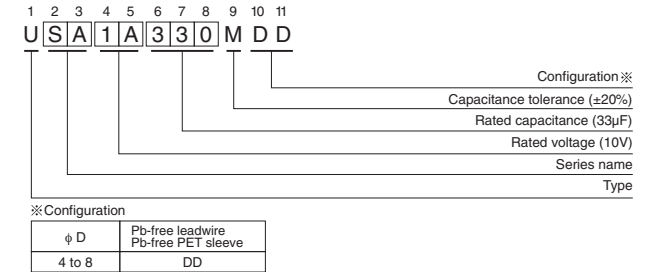 1 2 3 4 5 6 7 8 9 10 11
U S A 1 A 3 3 0 M D D
Configuration※
Capacitance tolerance (±20%)
Rated capacitance (33µF)
Rated voltage (10V)
Series name
Type
※Configuration
ϕ D
Pb-free leadwire
Pb-free PET sleeve
4 to 8
DD